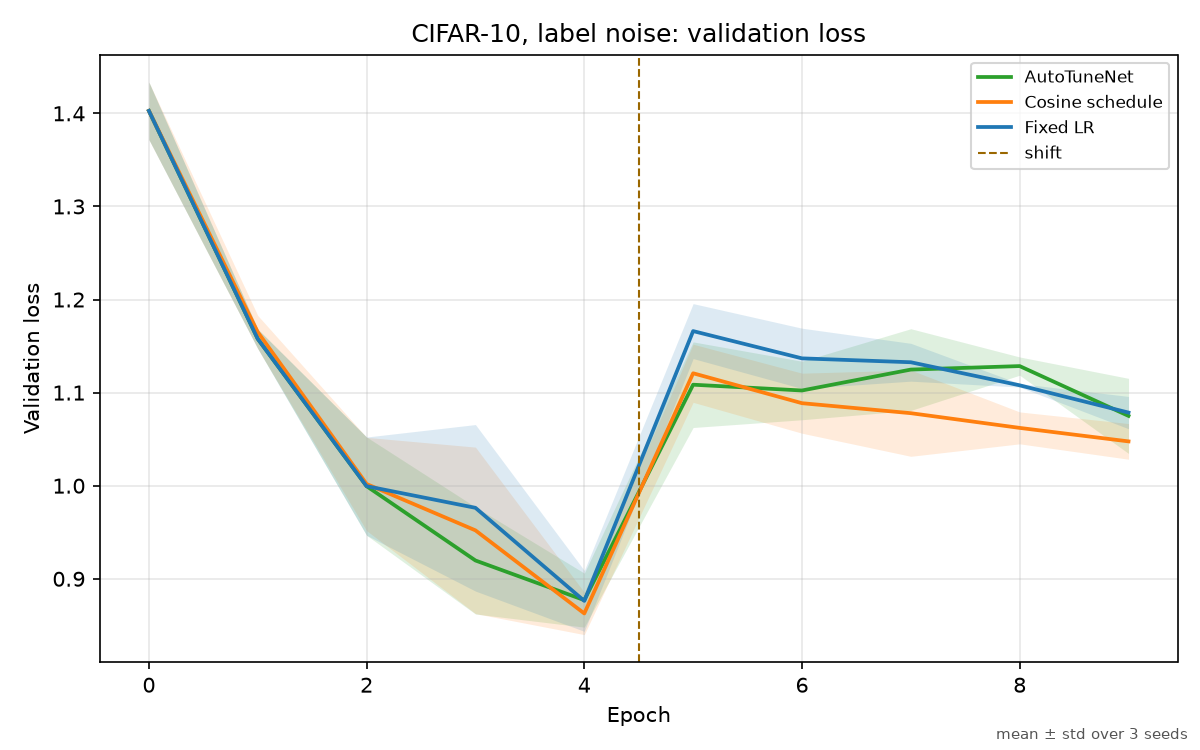 CIFAR-10, label noise: validation loss
AutoTuneNet
Cosine schedule
Fixed LR
shift
Validation loss
1.4
1.3
1.2
1.1
1.0
0.9
0 2 4 6 8
Epoch
mean ± std over 3 seeds